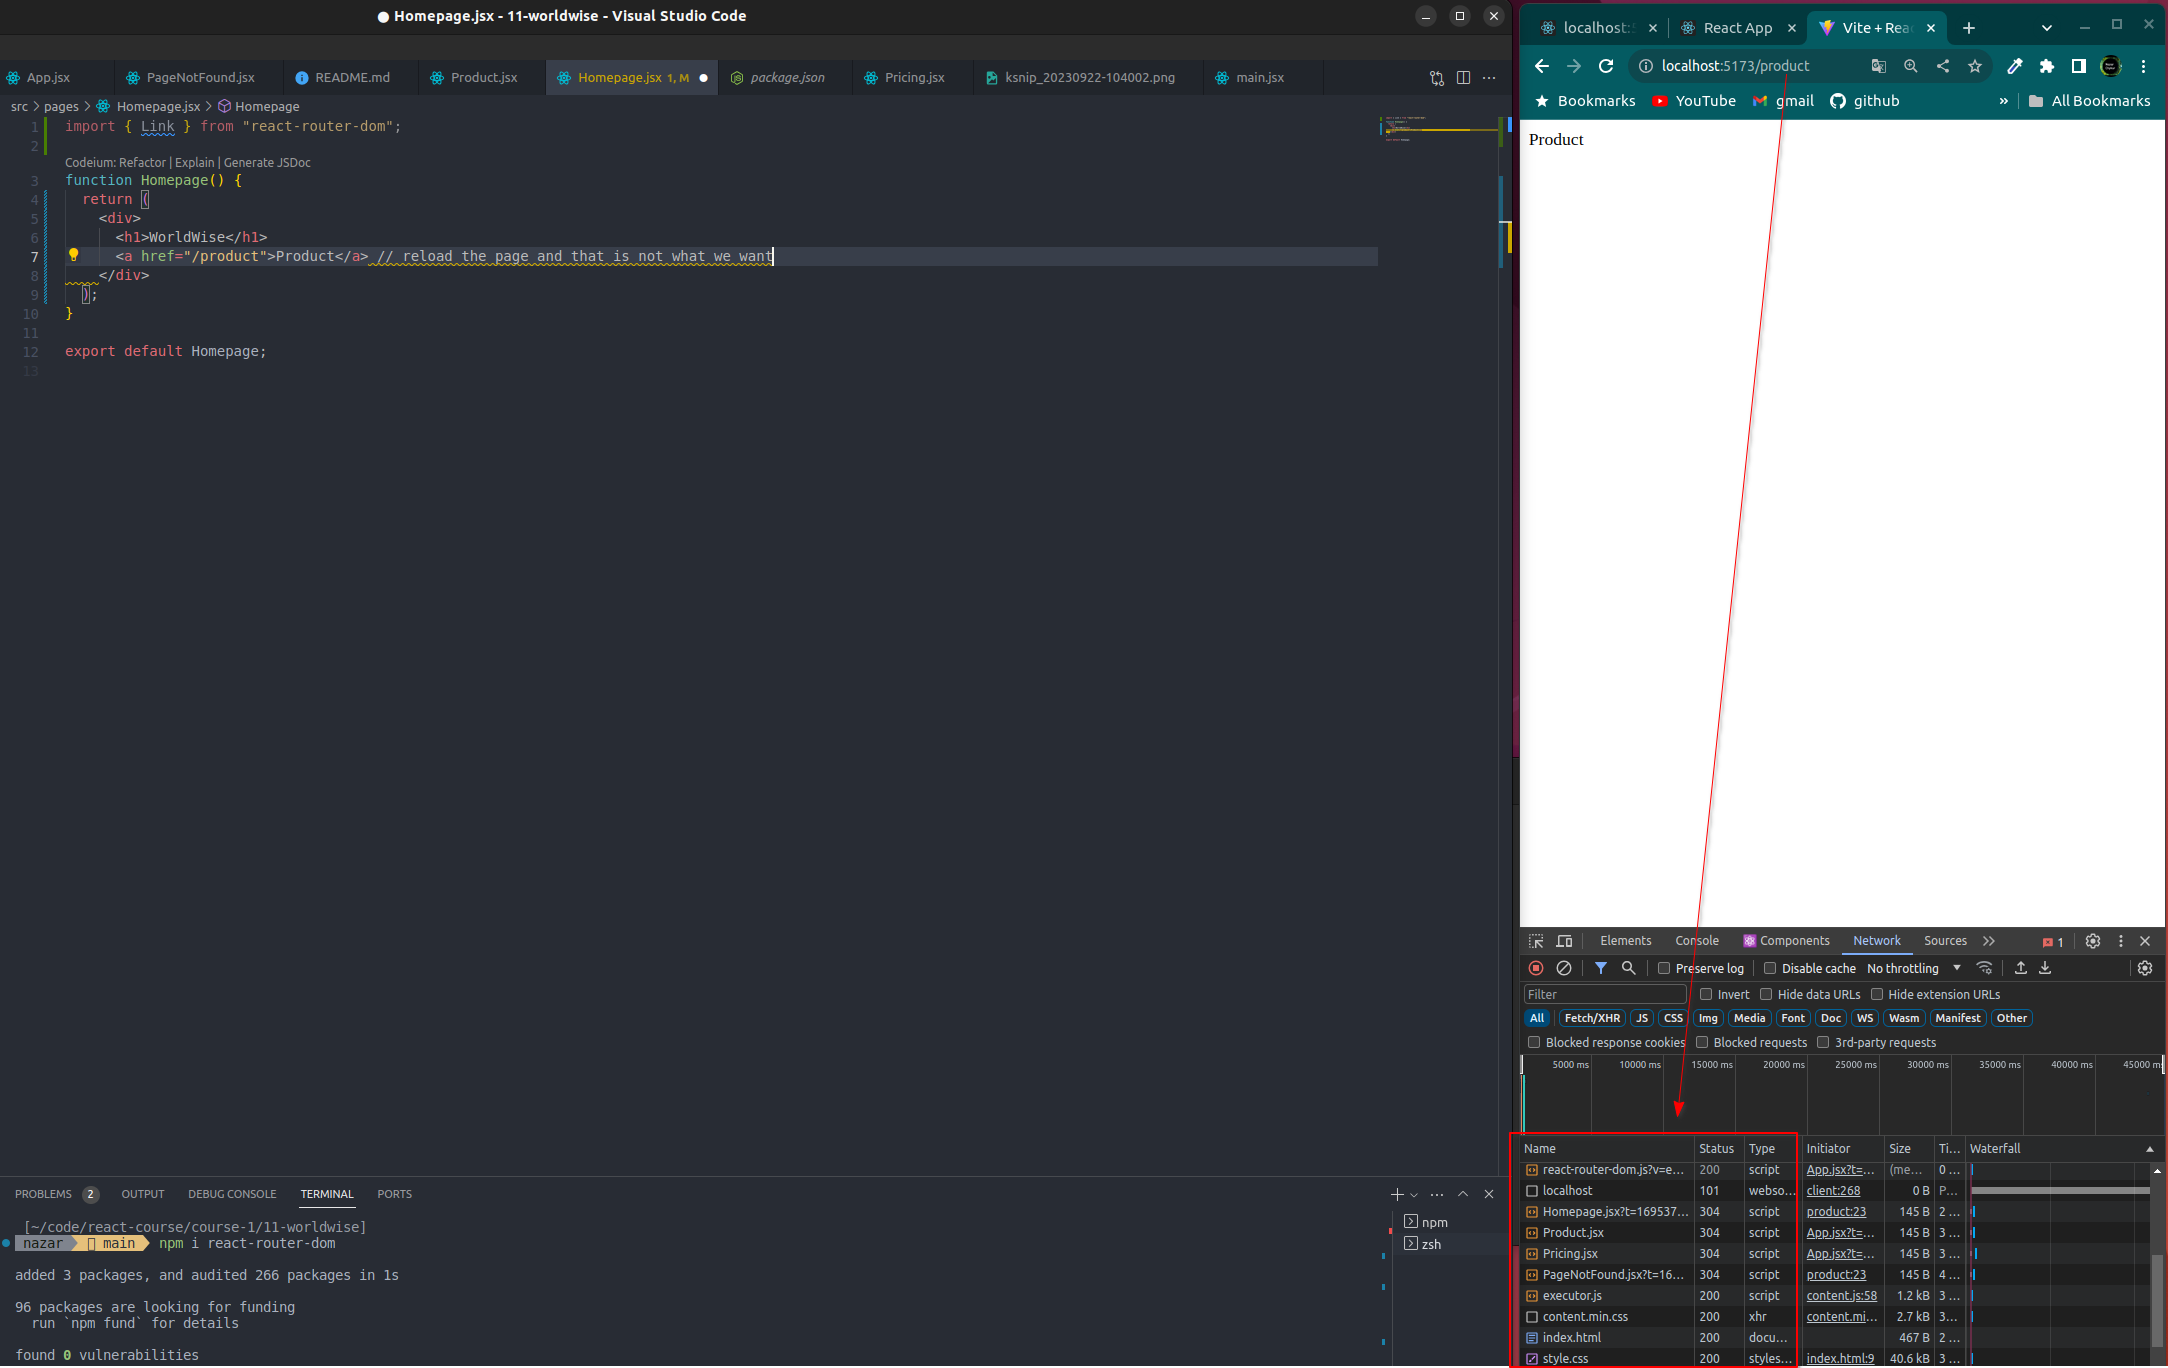 Homepage.jsx - 11-worldwise - Visual Studio Code
App.jsx
PageNotFound.jsx
README.md
Product.jsx
Homepage.jsx 1, M
package.json
Pricing.jsx
ksnip_20230922-104002.png
main.jsx
src > pages > Homepage.jsx > Homepage
1 import { Link } from "react-router-dom";
2
Codeium: Refactor | Explain | Generate JSDoc
3 function Homepage() {
4 return (
5 <div>
6 <h1>WorldWise</h1>
7 <a href="/product">Product</a> // reload the page and that is not what we want
8 </div>
9 );
10 }
11
12 export default Homepage;
13
PROBLEMS 2 OUTPUT DEBUG CONSOLE TERMINAL PORTS
[~/code/react-course/course-1/11-worldwise]
nazar main npm i react-router-dom
added 3 packages, and audited 266 packages in 1s
96 packages are looking for funding
run `npm fund` for details
found 0 vulnerabilities
npm
zsh
localhost:
React App
Vite + Rea
localhost:5173/product
Bookmarks YouTube gmail github » All Bookmarks
Product
Elements Console Components Network Sources 1
Preserve log Disable cache No throttling
Filter Invert Hide data URLs Hide extension URLs
All Fetch/XHR JS CSS Img Media Font Doc WS Wasm Manifest Other
Blocked response cookies Blocked requests 3rd-party requests
5000 ms 10000 ms 15000 ms 20000 ms 25000 ms 30000 ms 35000 ms 40000 ms 45000 m
Name Status Type Initiator Size Ti... Waterfall
react-router-dom.js?v=e... 200 script App.jsx?t=... (me... 0 ...
localhost 101 webso... client:268 0 B P...
Homepage.jsx?t=169537... 304 script product:23 145 B 2 ...
Product.jsx 304 script App.jsx?t=... 145 B 3 ...
Pricing.jsx 304 script App.jsx?t=... 145 B 3 ...
PageNotFound.jsx?t=16... 304 script product:23 145 B 4 ...
executor.js 200 script content.js:58 1.2 kB 3 ...
content.min.css 200 xhr content.mi... 2.7 kB 3...
index.html 200 docu... 467 B 2 ...
style.css 200 styles... index.html:9 40.6 kB 3 ...